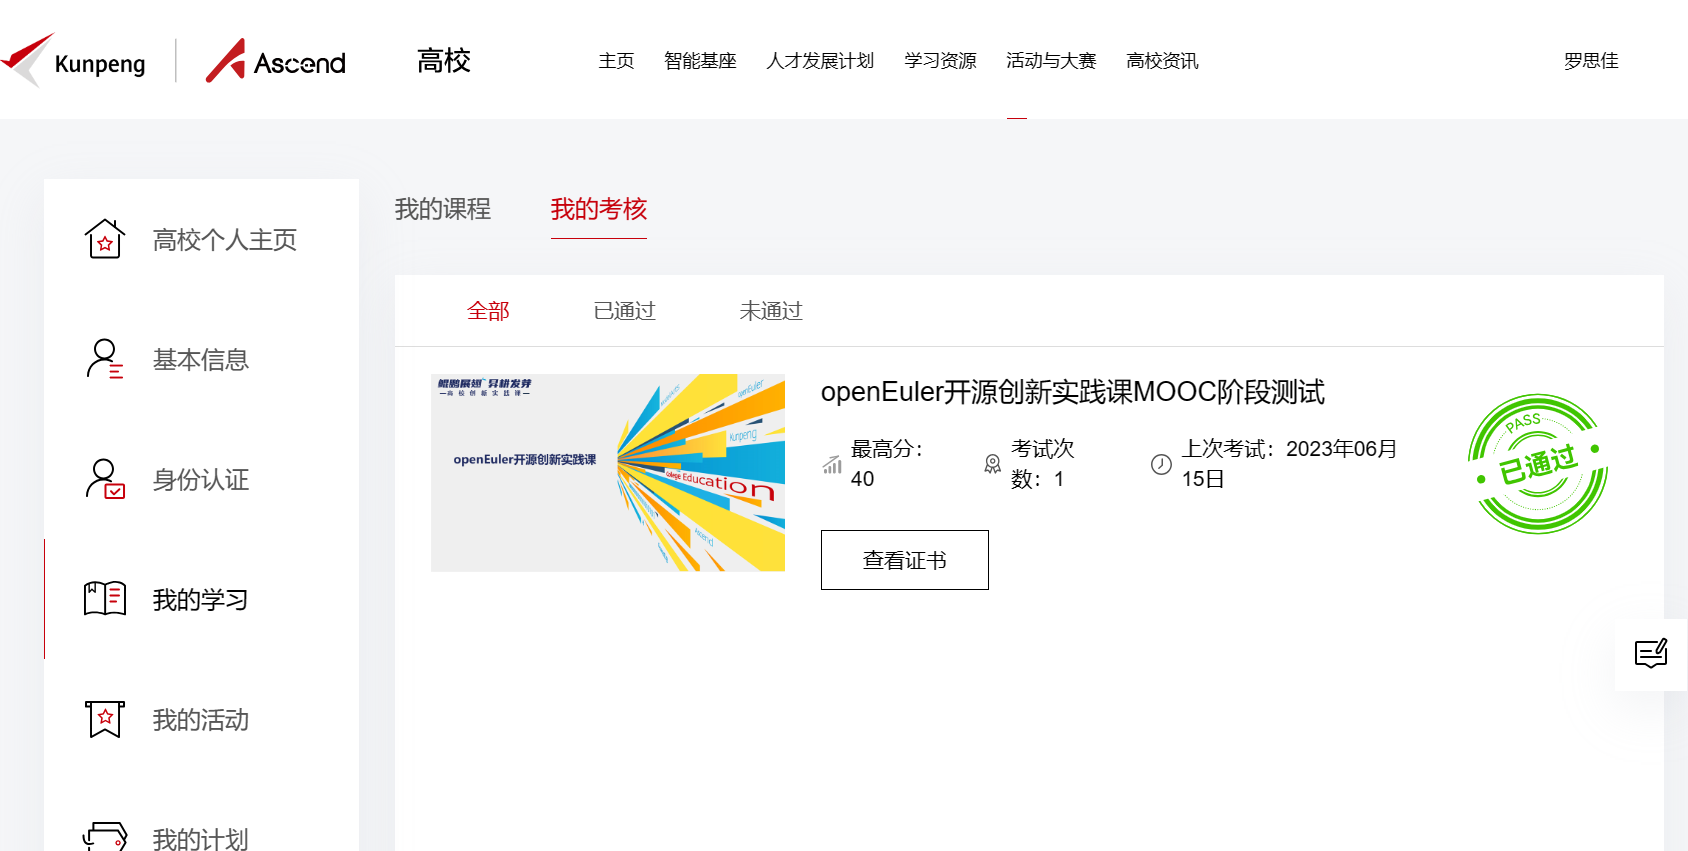 Kunpeng
Ascend
高校
主页 智能基座 人才发展计划 学习资源 活动与大赛 高校资讯
罗思佳
高校个人主页
基本信息
身份认证
我的学习
我的活动
我的计划
我的课程 我的考核
全部 已通过 未通过
鲲鹏展翅 昇耕发芽
—高校创新实践课—
openEuler开源创新实践课
openEuler
Kunpeng
College Education
Ascend
openEuler开源创新实践课MOOC阶段测试
最高分：
40
考试次
数：1
上次考试：2023年06月
15日
PASS
已通过
查看证书